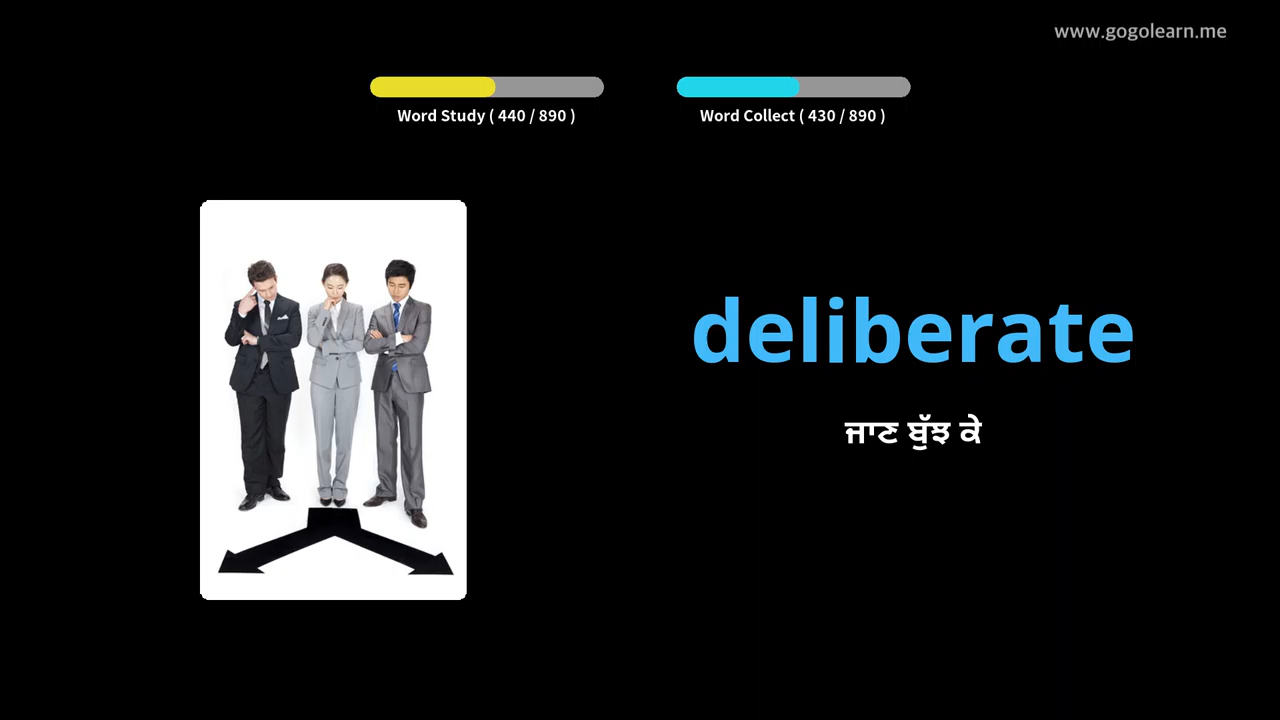 www.gogolearn.me
Word Study ( 440 / 890 )
Word Collect ( 430 / 890 )
deliberate
ਜਾਣ ਬੁੱਝ ਕੇ